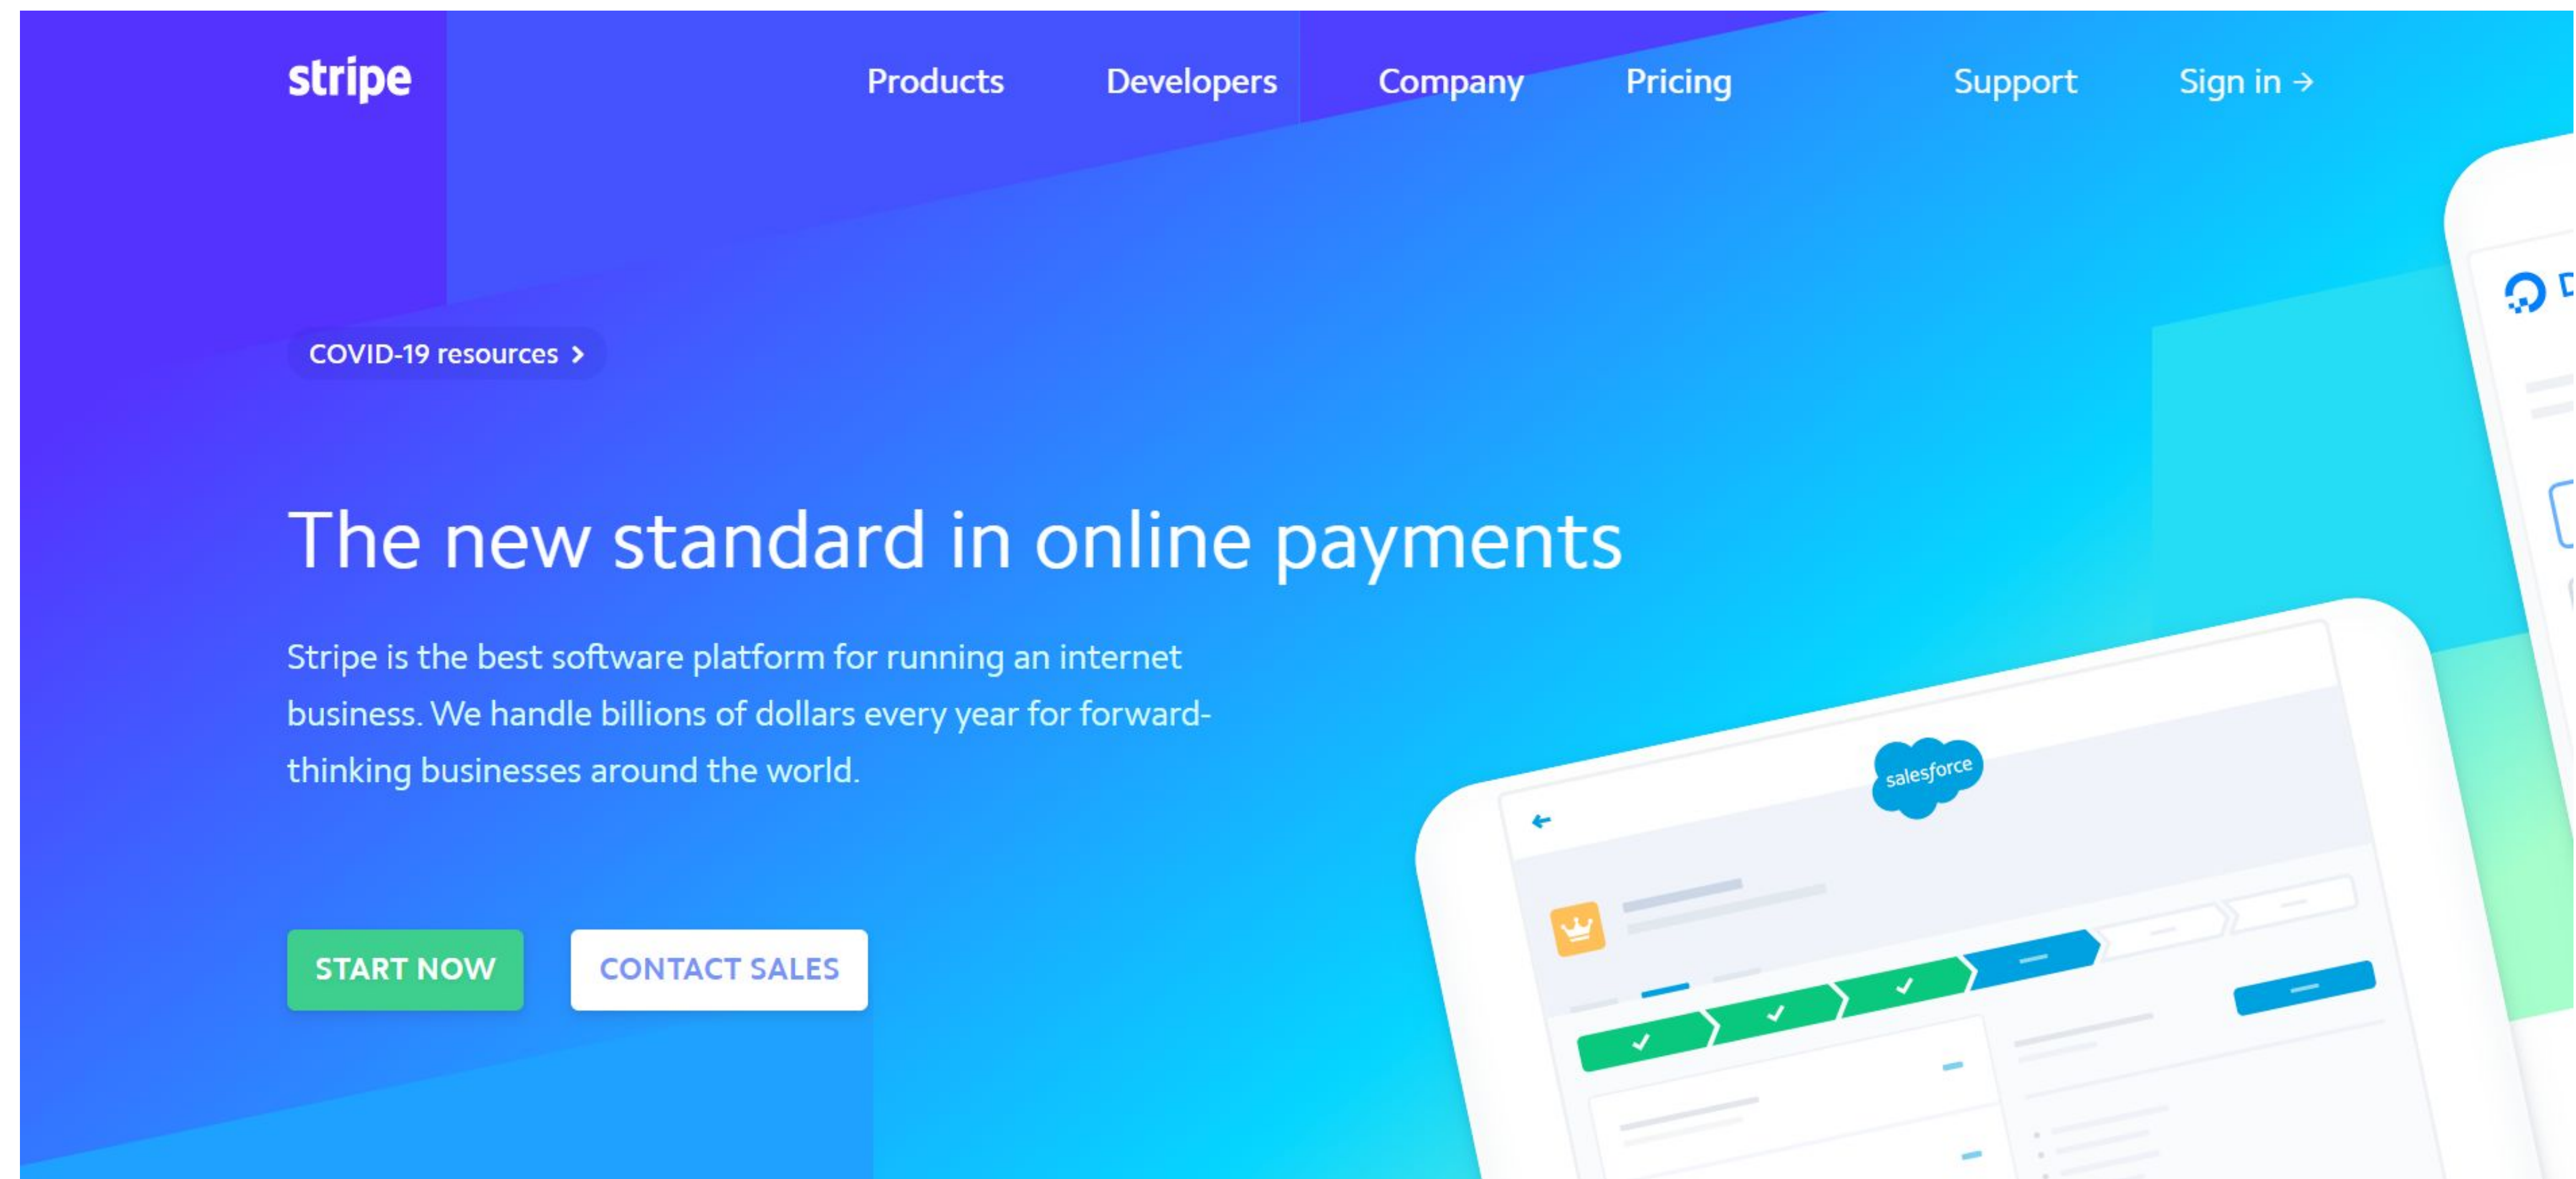 stripe
Products
Developers
Company
Pricing
Support
Sign in →
COVID-19 resources >
The new standard in online payments
Stripe is the best software platform for running an internet
business. We handle billions of dollars every year for forward-
thinking businesses around the world.
salesforce
START NOW
CONTACT SALES